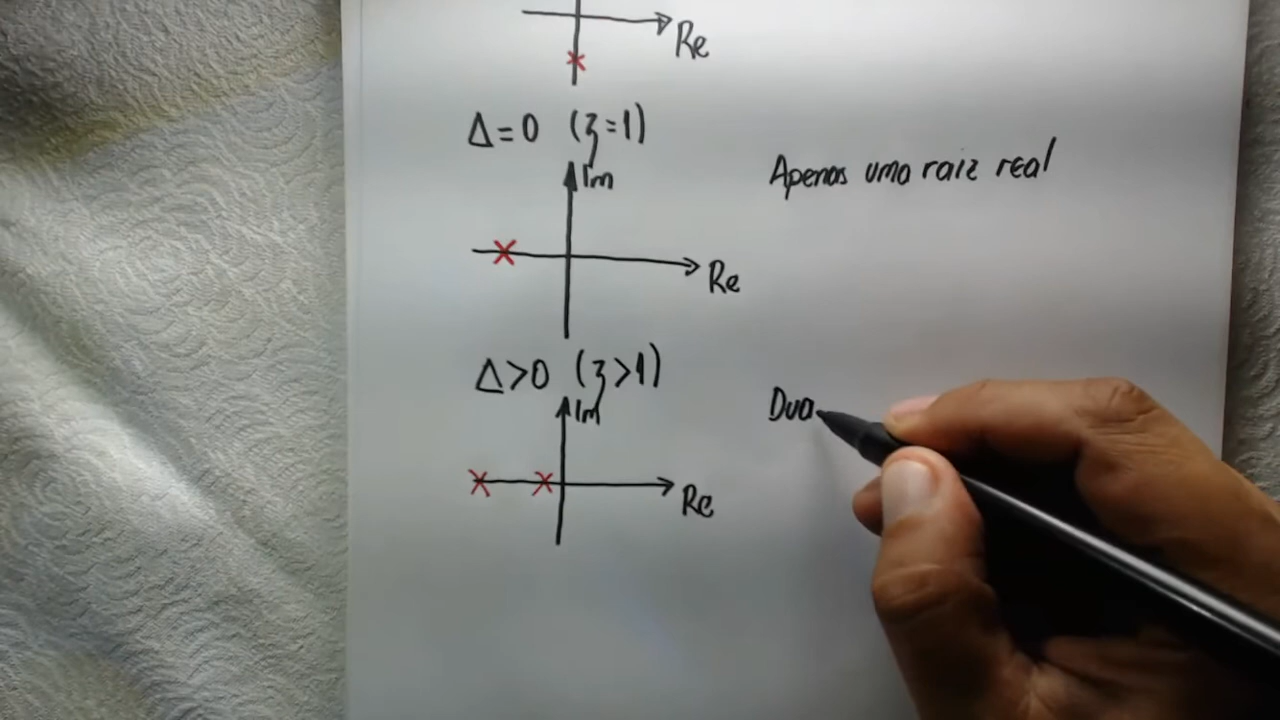 Re
Δ=0 (ζ=1)
Im
Apenas uma raiz real
Re
Δ>0 (ζ>1)
Im
Dua
Re